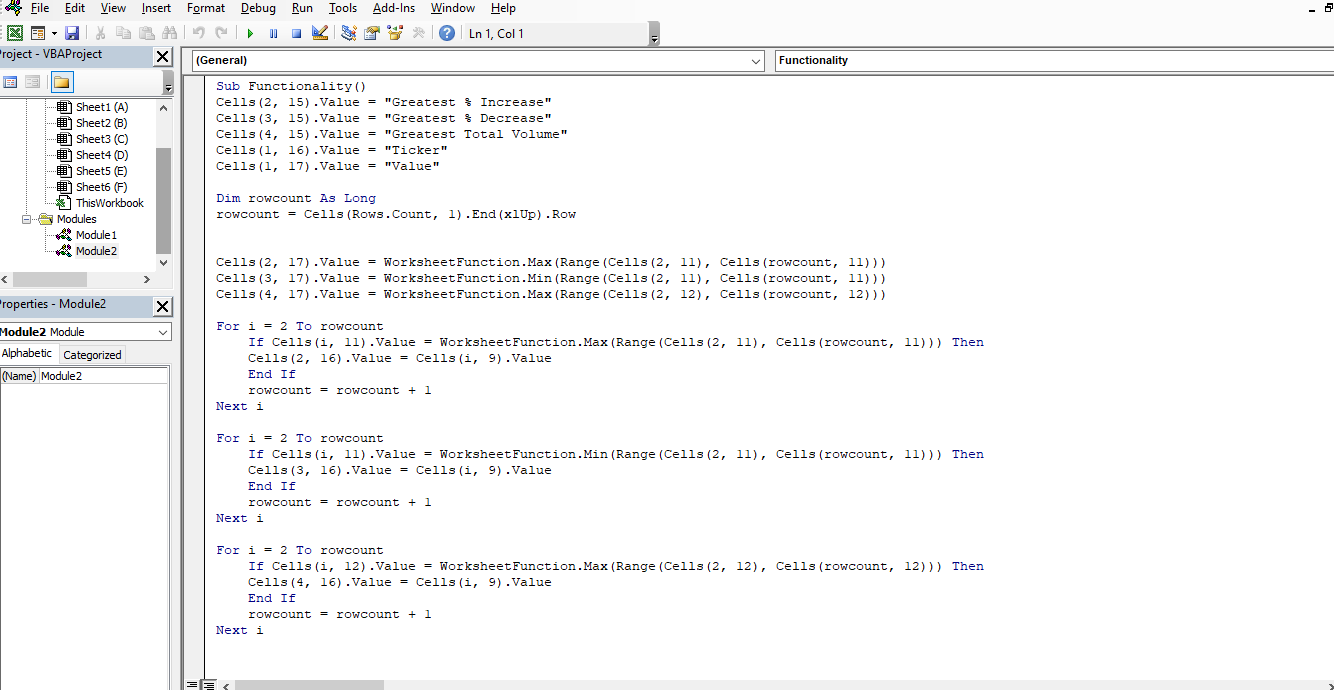 File Edit View Insert Format Debug Run Tools Add-Ins Window Help
Ln 1, Col 1
Project - VBAProject
(General)
Functionality
Sheet1 (A)
Sheet2 (B)
Sheet3 (C)
Sheet4 (D)
Sheet5 (E)
Sheet6 (F)
ThisWorkbook
Modules
Module1
Module2
Properties - Module2
Module2 Module
Alphabetic Categorized
(Name) Module2
Sub Functionality()
Cells(2, 15).Value = "Greatest % Increase"
Cells(3, 15).Value = "Greatest % Decrease"
Cells(4, 15).Value = "Greatest Total Volume"
Cells(1, 16).Value = "Ticker"
Cells(1, 17).Value = "Value"
Dim rowcount As Long
rowcount = Cells(Rows.Count, 1).End(xlUp).Row
Cells(2, 17).Value = WorksheetFunction.Max(Range(Cells(2, 11), Cells(rowcount, 11)))
Cells(3, 17).Value = WorksheetFunction.Min(Range(Cells(2, 11), Cells(rowcount, 11)))
Cells(4, 17).Value = WorksheetFunction.Max(Range(Cells(2, 12), Cells(rowcount, 12)))
For i = 2 To rowcount
If Cells(i, 11).Value = WorksheetFunction.Max(Range(Cells(2, 11), Cells(rowcount, 11))) Then
Cells(2, 16).Value = Cells(i, 9).Value
End If
rowcount = rowcount + 1
Next i
For i = 2 To rowcount
If Cells(i, 11).Value = WorksheetFunction.Min(Range(Cells(2, 11), Cells(rowcount, 11))) Then
Cells(3, 16).Value = Cells(i, 9).Value
End If
rowcount = rowcount + 1
Next i
For i = 2 To rowcount
If Cells(i, 12).Value = WorksheetFunction.Max(Range(Cells(2, 12), Cells(rowcount, 12))) Then
Cells(4, 16).Value = Cells(i, 9).Value
End If
rowcount = rowcount + 1
Next i